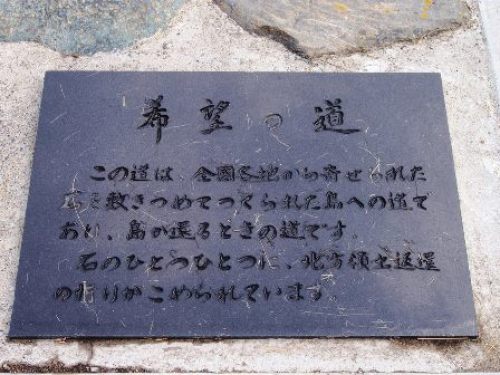 希望の道
この道は、全国各地から寄せられた
石を敷きつめてつくられた島への道で
あり、島が還るときの道です。
石のひとつひとつに、北方領土返還
の祈りがこめられています。